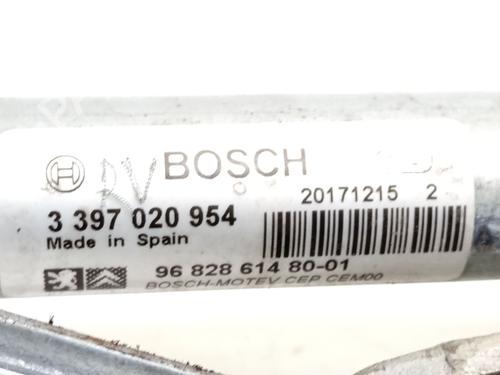 BOSCH
20171215 2
3 397 020 954
Made in Spain
96 828 614 80-01
BOSCH-MOTEV CEP CEM00